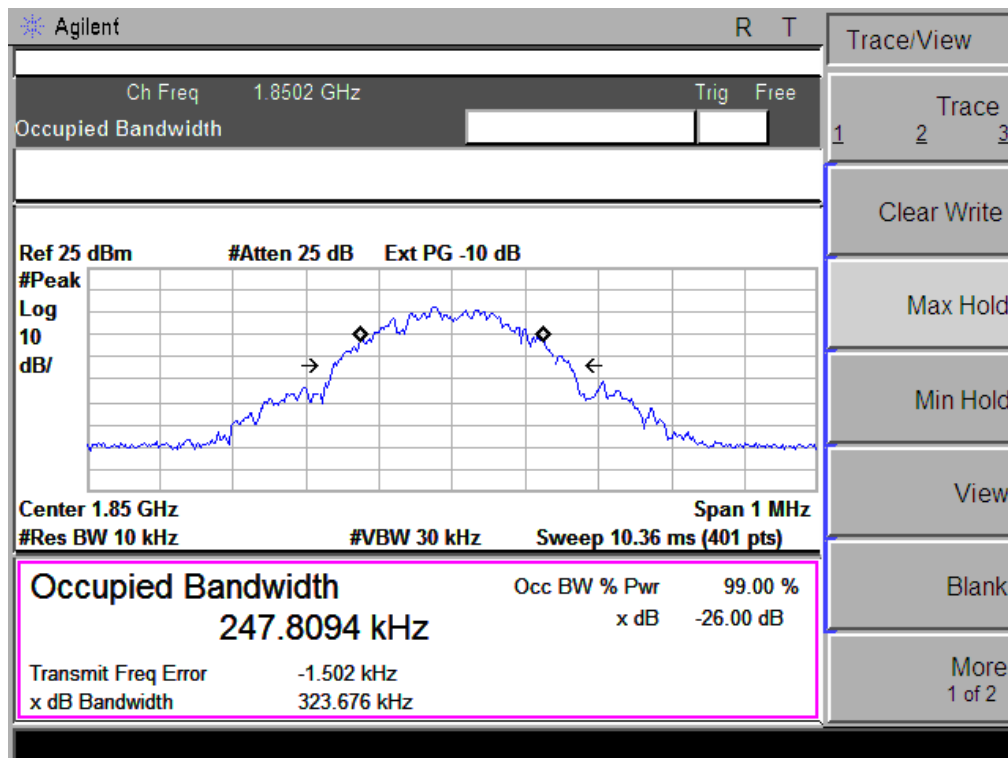 Agilent R T
Trace/View
Ch Freq 1.8502 GHz Trig Free
Occupied Bandwidth
Trace
1 2 3
Clear Write
Max Hold
Min Hold
View
Blank
More
1 of 2
Ref 25 dBm #Atten 25 dB Ext PG -10 dB
#Peak
Log
10
dB/
Center 1.85 GHz Span 1 MHz
#Res BW 10 kHz #VBW 30 kHz Sweep 10.36 ms (401 pts)
Occupied Bandwidth Occ BW % Pwr 99.00 %
247.8094 kHz x dB -26.00 dB
Transmit Freq Error -1.502 kHz
x dB Bandwidth 323.676 kHz